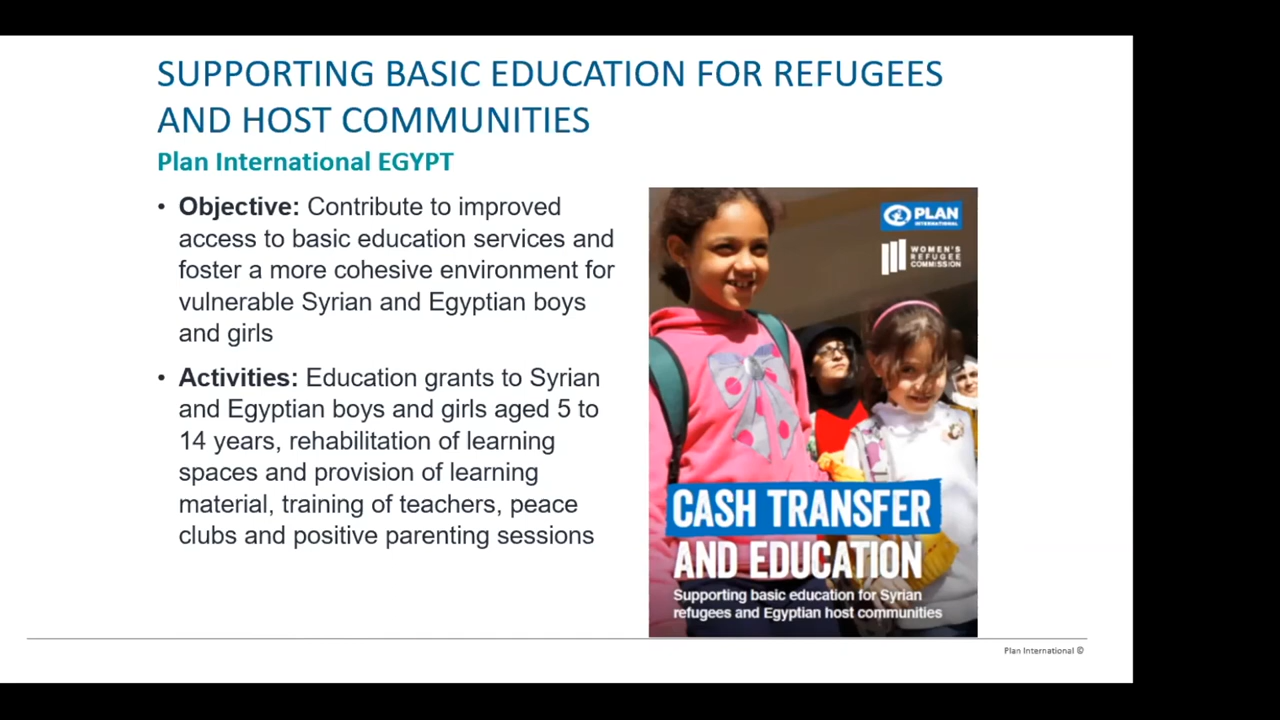 SUPPORTING BASIC EDUCATION FOR REFUGEES
AND HOST COMMUNITIES
Plan International EGYPT
• Objective: Contribute to improved
access to basic education services and
foster a more cohesive environment for
vulnerable Syrian and Egyptian boys
and girls
• Activities: Education grants to Syrian
and Egyptian boys and girls aged 5 to
14 years, rehabilitation of learning
spaces and provision of learning
material, training of teachers, peace
clubs and positive parenting sessions
PLAN
INTERNATIONAL
WOMEN'S
REFUGEE
COMMISSION
CASH TRANSFER
AND EDUCATION
Supporting basic education for Syrian
refugees and Egyptian host communities
Plan International ©